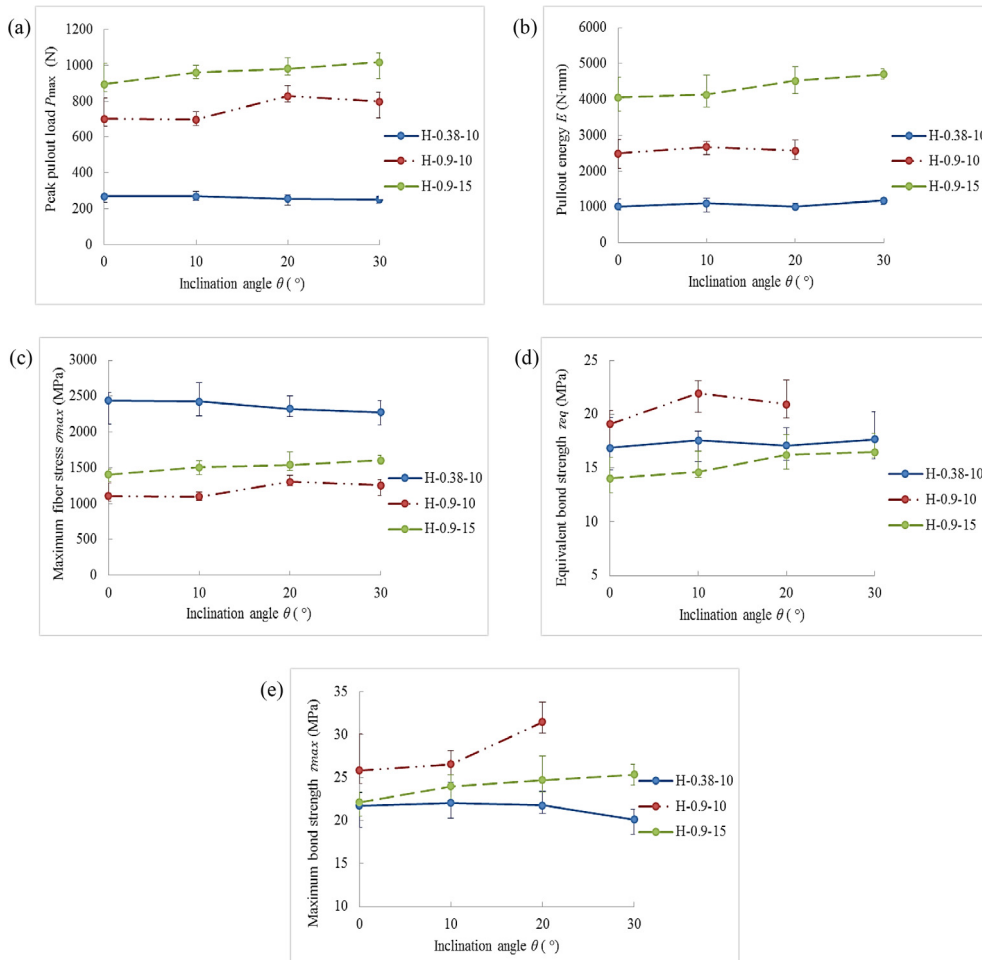 (a)
Peak pulout load Pmax (N)
1200
1000
800
600
400
200
0
0 10 20 30
Inclination angle θ ( °)
H-0.38-10
H-0.9-10
H-0.9-15
(b)
Pullout energy E (N·mm)
6000
5000
4000
3000
2000
1000
0
0 10 20 30
Inclination angle θ ( °)
H-0.38-10
H-0.9-10
H-0.9-15
(c)
Maximum fiber stress σmax (MPa)
3000
2500
2000
1500
1000
500
0
0 10 20 30
Inclination angle θ ( °)
H-0.38-10
H-0.9-10
H-0.9-15
(d)
Equivalent bond strength τeq (MPa)
25
20
15
10
5
0 10 20 30
Inclination angle θ ( °)
H-0.38-10
H-0.9-10
H-0.9-15
(e)
Maximum bond strength τmax (MPa)
35
30
25
20
15
10
0 10 20 30
Inclination angle θ ( °)
H-0.38-10
H-0.9-10
H-0.9-15